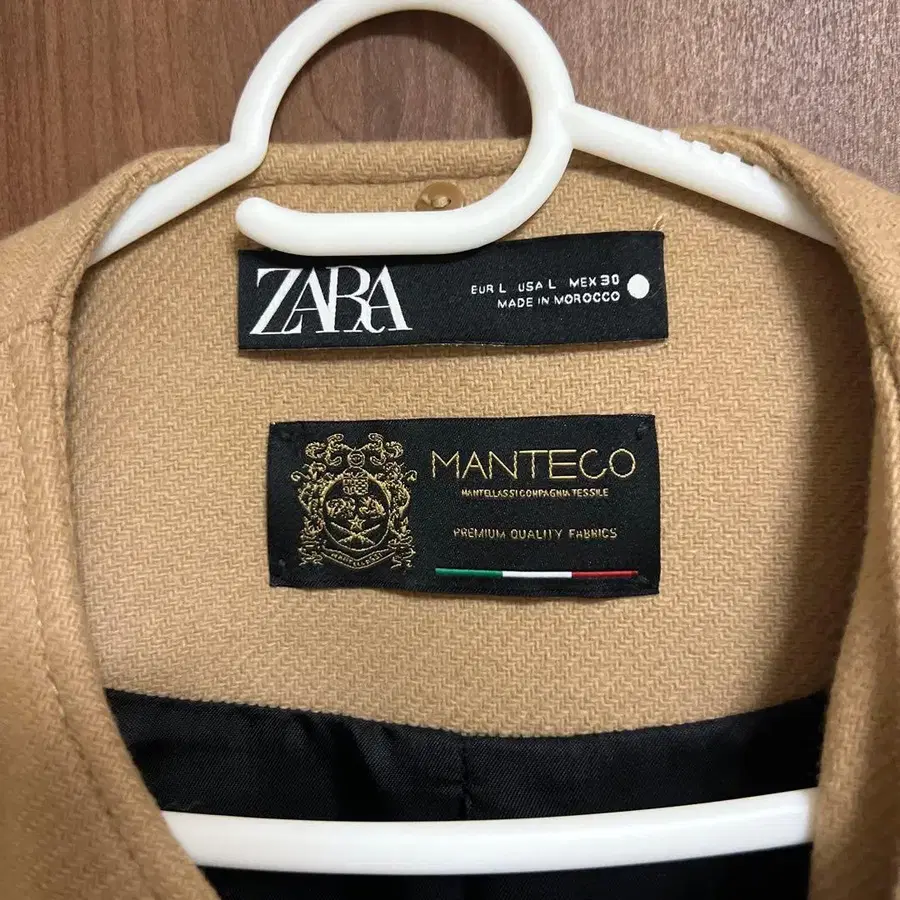 ZARA
EUR L USA L MEX 30
MADE IN MOROCCO
MANTECO
MANTELLASSI COMPAGNIA TESSILE
PREMIUM QUALITY FABRICS